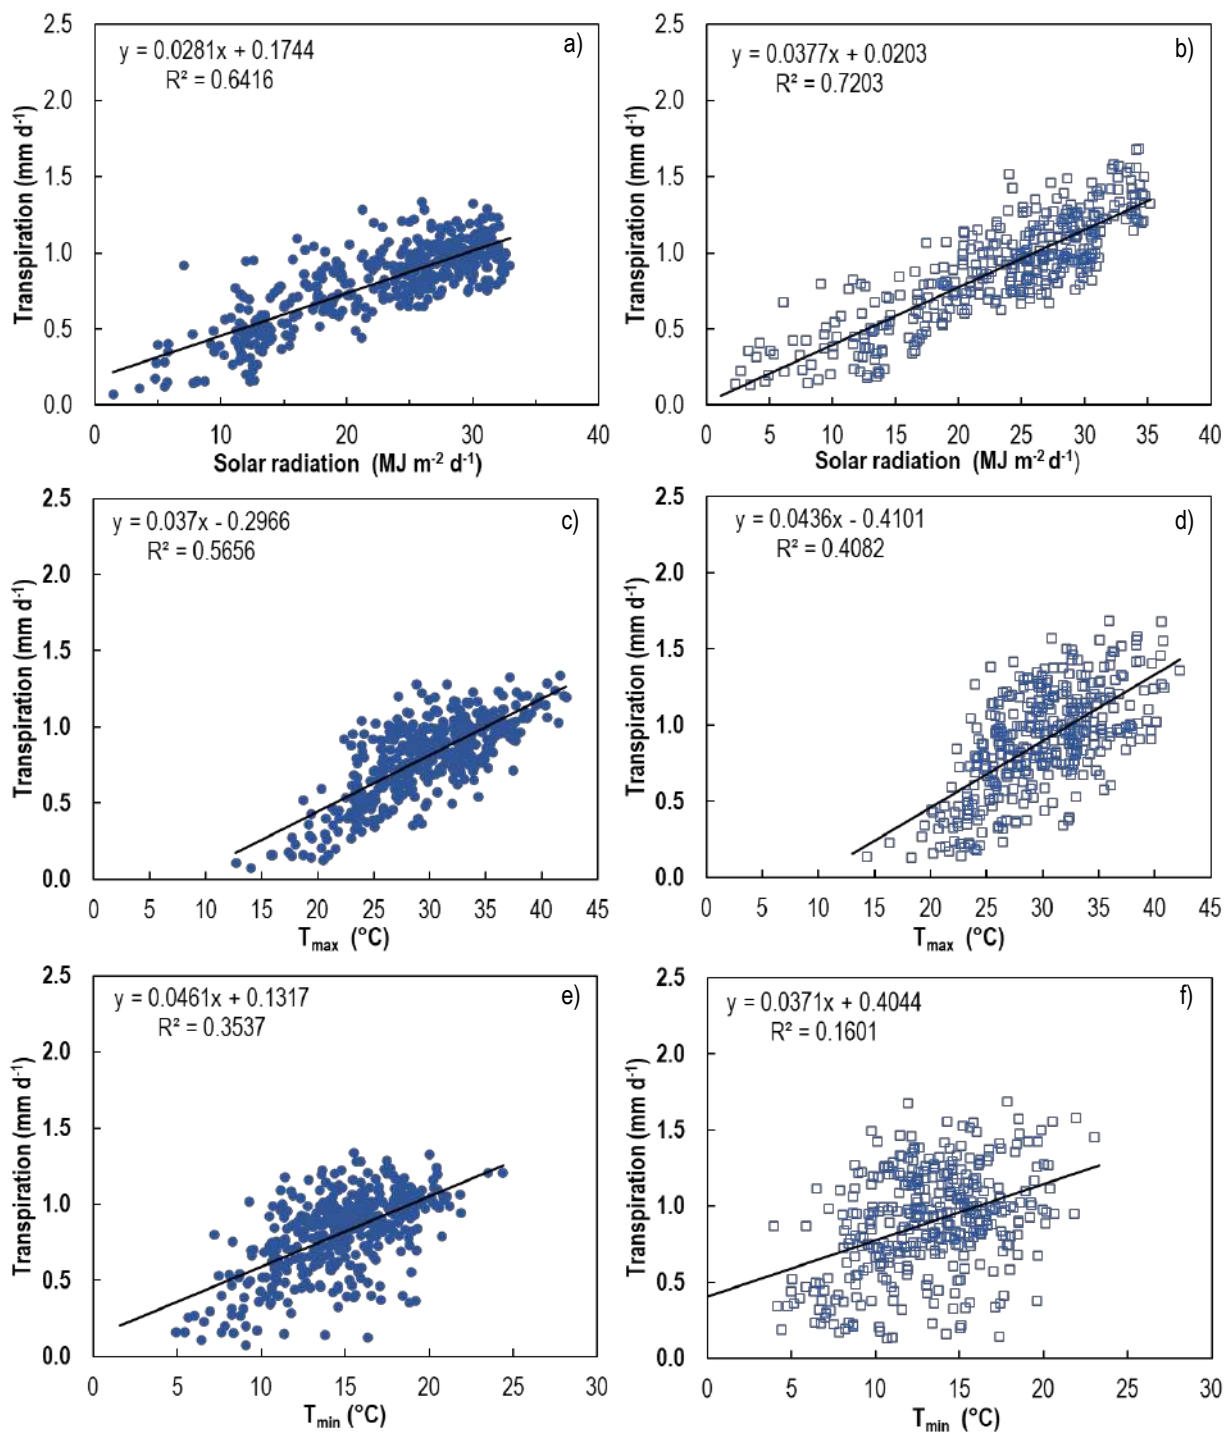 y = 0.0281x + 0.1744
R² = 0.6416
a)
2.5
2.0
1.5
1.0
0.5
0.0
Transpiration (mm d⁻¹)
0 10 20 30 40
Solar radiation (MJ m⁻² d⁻¹)
y = 0.0377x + 0.0203
R² = 0.7203
b)
2.5
2.0
1.5
1.0
0.5
0.0
Transpiration (mm d⁻¹)
0 5 10 15 20 25 30 35 40
Solar radiation (MJ m⁻² d⁻¹)
y = 0.037x - 0.2966
R² = 0.5656
c)
2.5
2.0
1.5
1.0
0.5
0.0
Transpiration (mm d⁻¹)
0 5 10 15 20 25 30 35 40 45
Tmax (°C)
y = 0.0436x - 0.4101
R² = 0.4082
d)
2.5
2.0
1.5
1.0
0.5
0.0
Transpiration (mm d⁻¹)
0 5 10 15 20 25 30 35 40 45
Tmax (°C)
y = 0.0461x + 0.1317
R² = 0.3537
e)
2.5
2.0
1.5
1.0
0.5
0.0
Transpiration (mm d⁻¹)
0 5 10 15 20 25 30
Tmin (°C)
y = 0.0371x + 0.4044
R² = 0.1601
f)
2.5
2.0
1.5
1.0
0.5
0.0
Transpiration (mm d⁻¹)
0 5 10 15 20 25 30
Tmin (°C)